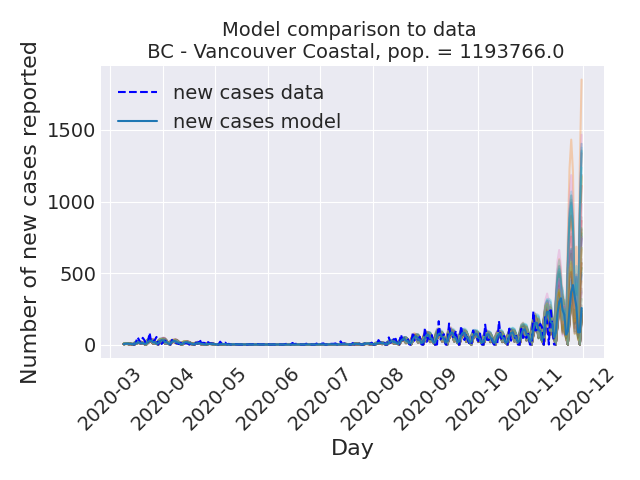 Model comparison to data
BC - Vancouver Coastal, pop. = 1193766.0
Number of new cases reported
new cases data
new cases model
1500
1000
500
0
2020-03
2020-04
2020-05
2020-06
2020-07
2020-08
2020-09
2020-10
2020-11
2020-12
Day